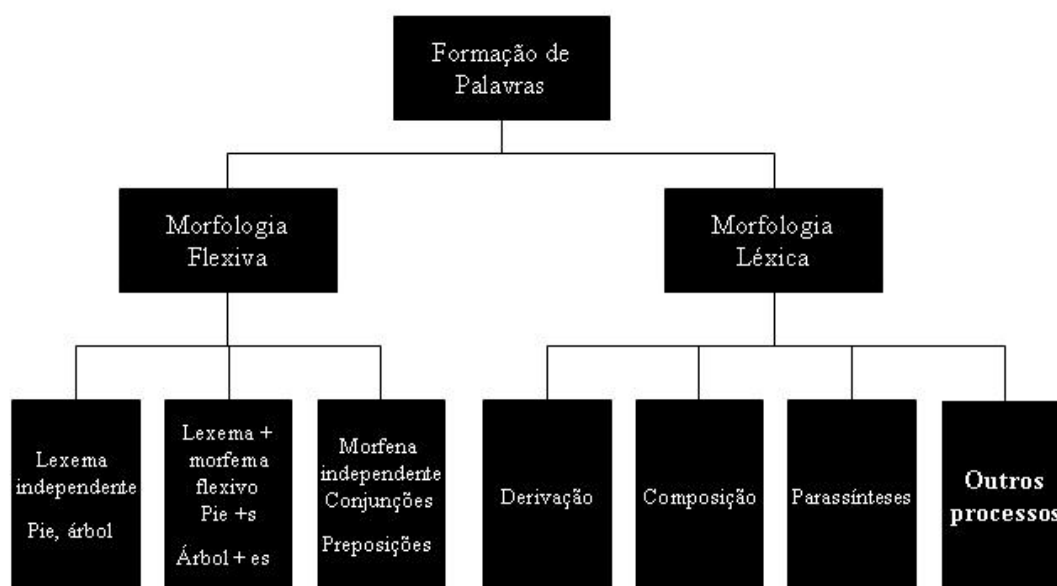 Formação de
Palavras
Morfologia
Flexiva
Morfologia
Léxica
Lexema
independente
Pie, árbol
Lexema +
morfema
flexivo
Pie +s
Árbol + es
Morfena
independente
Conjunções
Preposições
Derivação
Composição
Parassínteses
Outros
processos